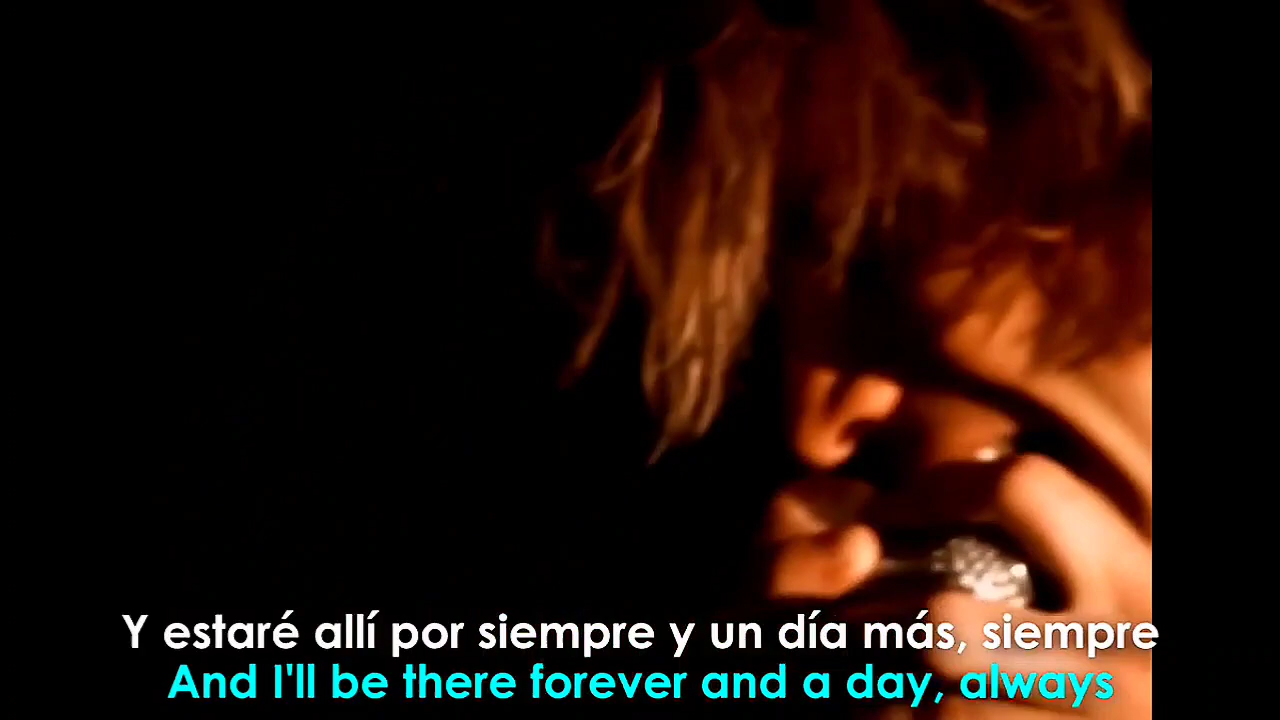 Y estaré allí por siempre y un día más, siempre
And I'll be there forever and a day, always